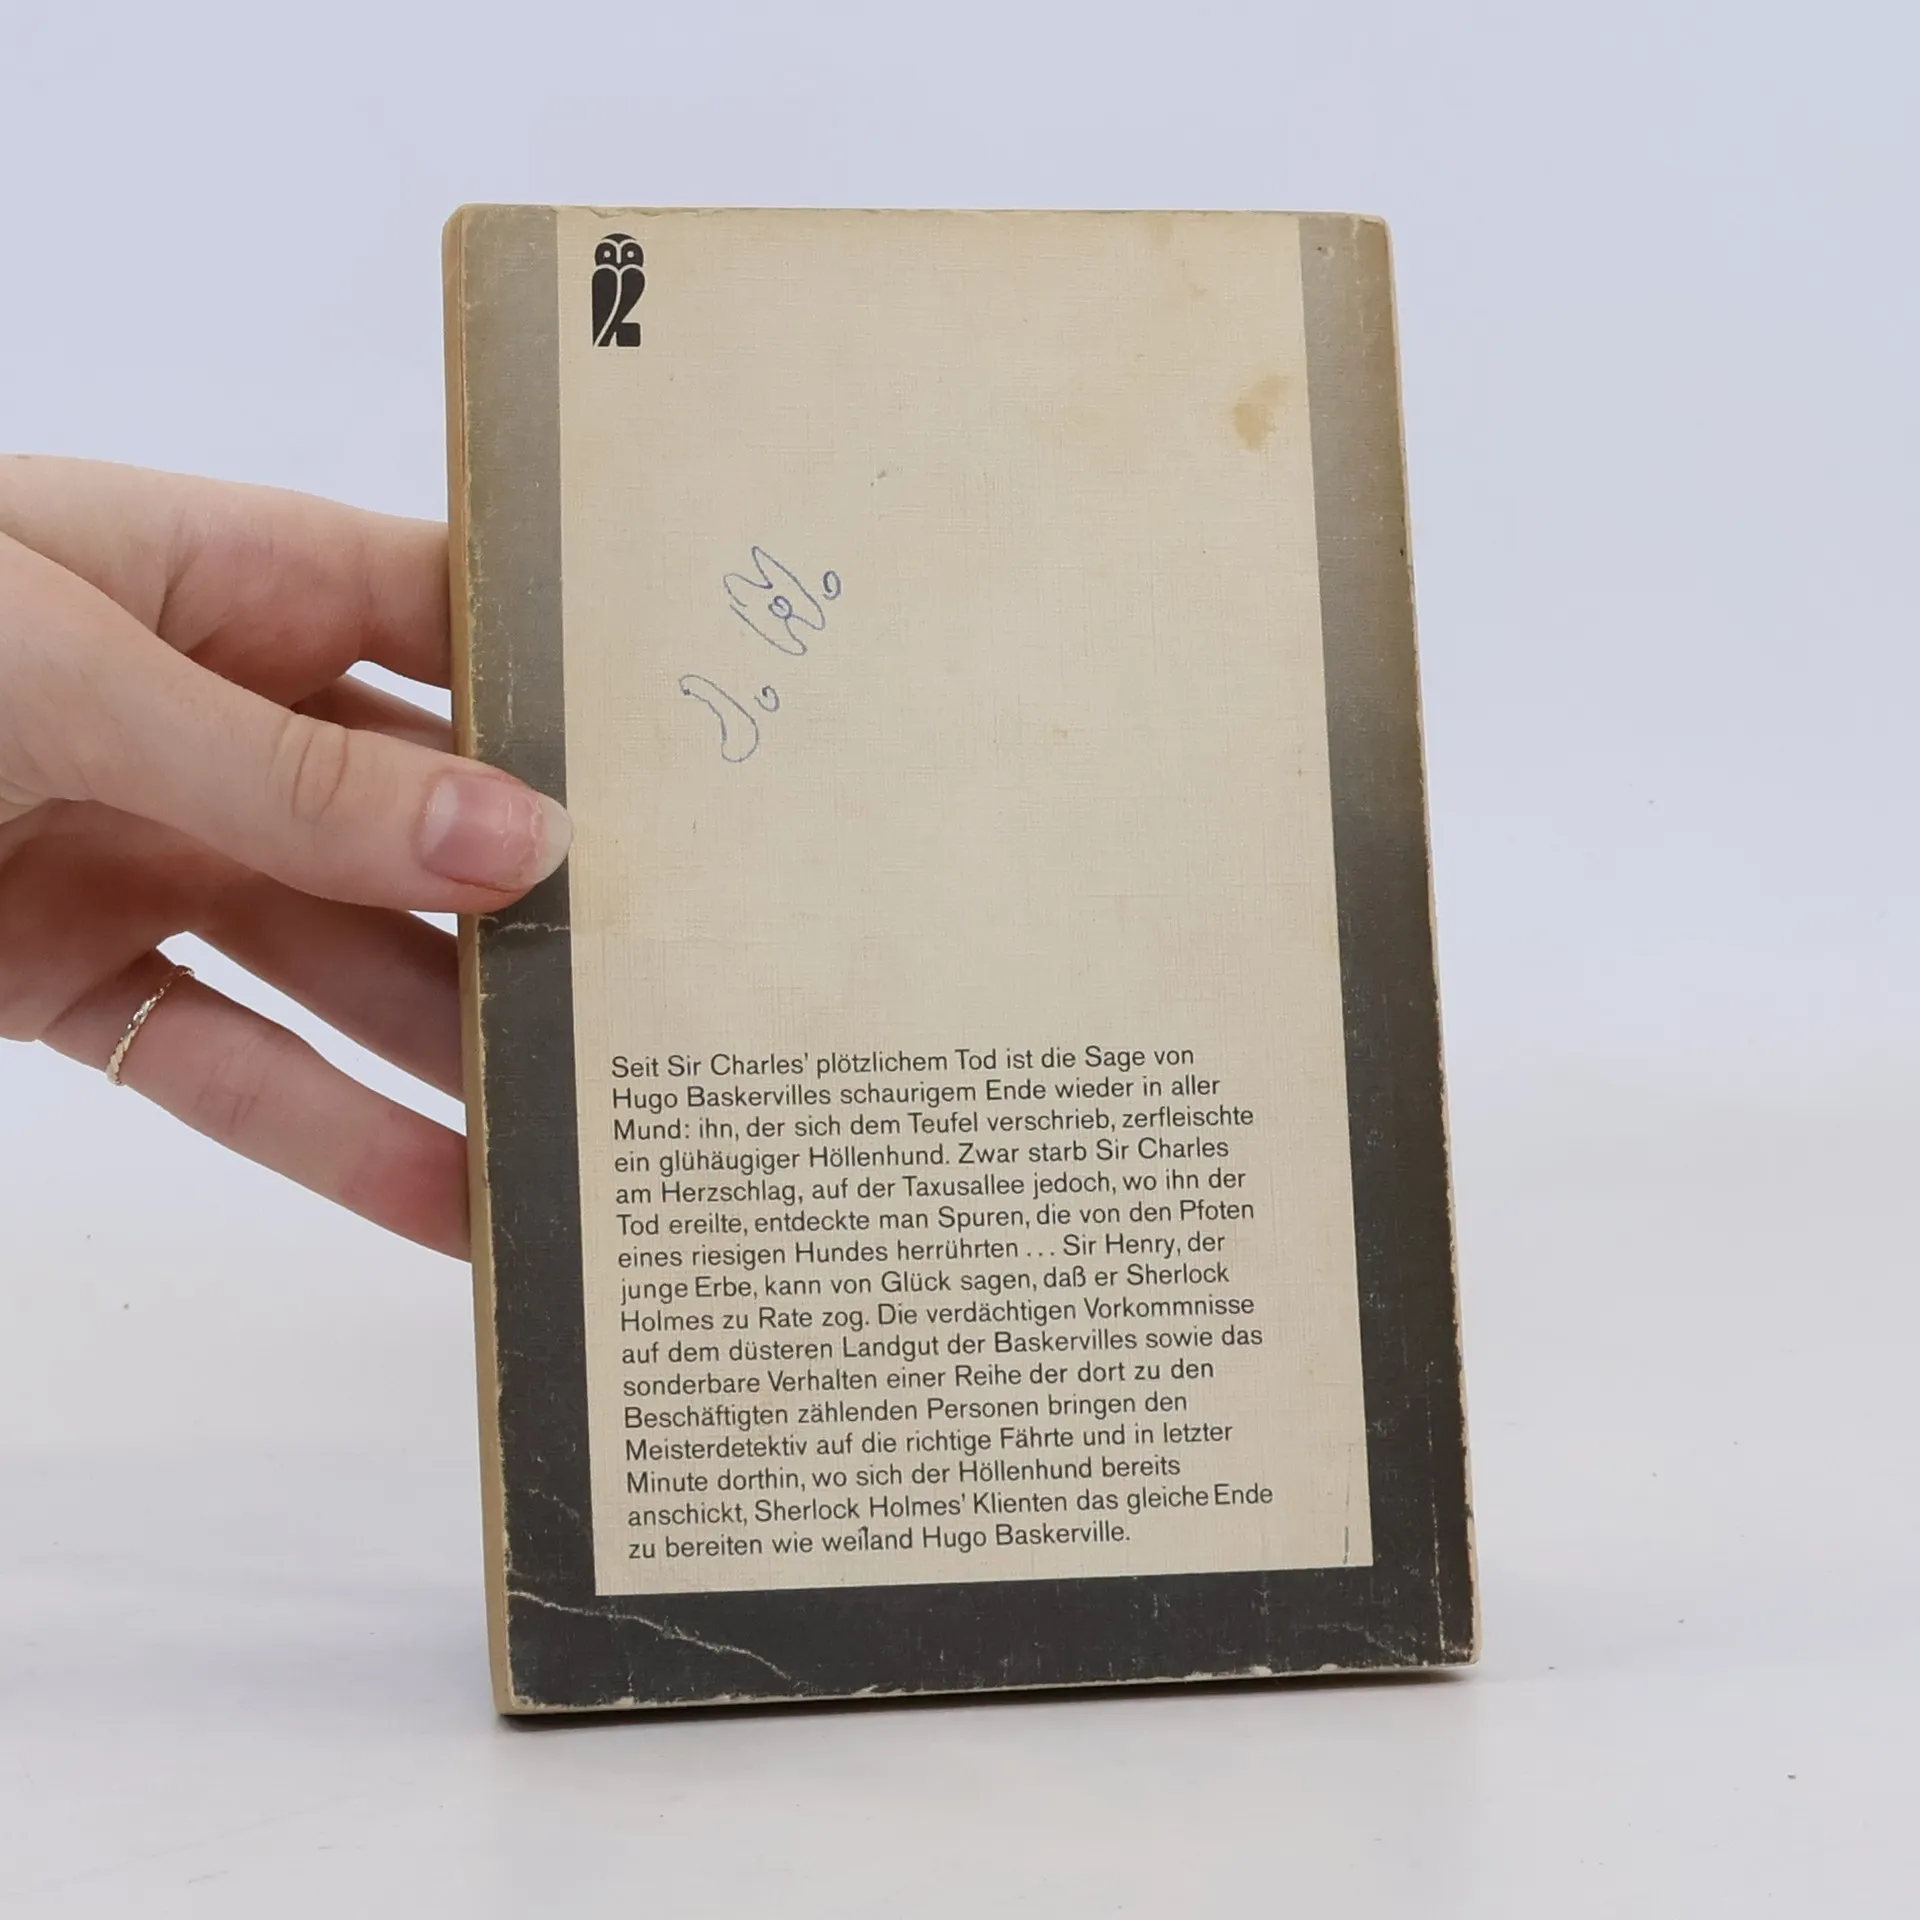 Seit Sir Charles' plötzlichem Tod ist die Sage von
Hugo Baskervilles schaurigem Ende wieder in aller
Mund: ihn, der sich dem Teufel verschrieb, zerfleischte
ein glühäugiger Höllenhund. Zwar starb Sir Charles
am Herzschlag, auf der Taxusallee jedoch, wo ihn der
Tod ereilte, entdeckte man Spuren, die von den Pfoten
eines riesigen Hundes herrührten ... Sir Henry, der
junge Erbe, kann von Glück sagen, daß er Sherlock
Holmes zu Rate zog. Die verdächtigen Vorkommnisse
auf dem düsteren Landgut der Baskervilles sowie das
sonderbare Verhalten einer Reihe der dort zu den
Beschäftigten zählenden Personen bringen den
Meisterdetektiv auf die richtige Fährte und in letzter
Minute dorthin, wo sich der Höllenhund bereits
anschickt, Sherlock Holmes' Klienten das gleiche Ende
zu bereiten wie weiland Hugo Baskerville.